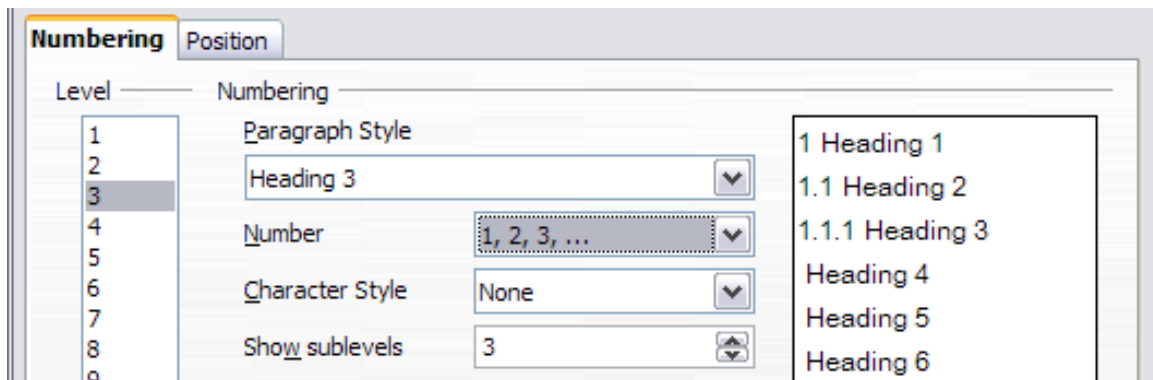 Numbering Position
Level Numbering
1
2
3
4
5
6
7
8
9
Paragraph Style
Heading 3
Number 1, 2, 3, ...
Character Style None
Show sublevels 3
1 Heading 1
1.1 Heading 2
1.1.1 Heading 3
Heading 4
Heading 5
Heading 6